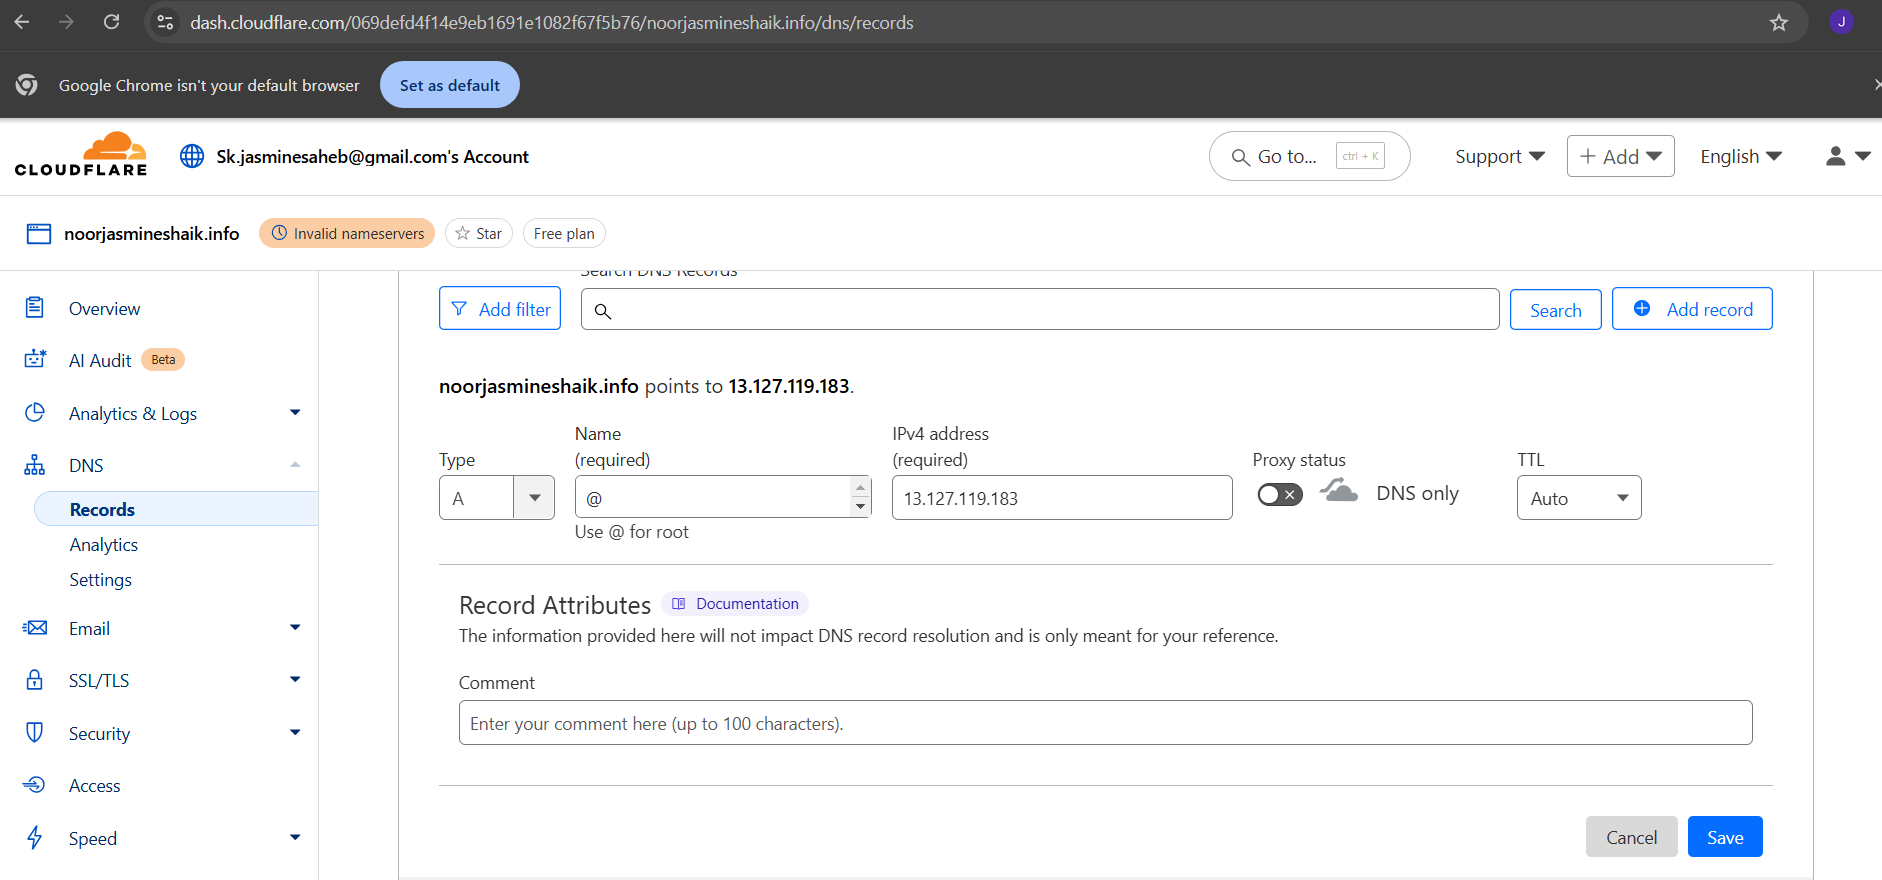 dash.cloudflare.com/069defd4f14e9eb1691e1082f67f5b76/noorjasmineshaik.info/dns/records
J
Google Chrome isn't your default browser
Set as default
CLOUDFLARE
Sk.jasminesaheb@gmail.com's Account
Go to...
ctrl + K
Support
Add
English
noorjasmineshaik.info
Invalid nameservers
Star
Free plan
Overview
AI Audit
Beta
Analytics & Logs
DNS
Records
Analytics
Settings
Email
SSL/TLS
Security
Access
Speed
Search DNS Records
Add filter
Search
Add record
noorjasmineshaik.info points to 13.127.119.183.
Type
Name
(required)
IPv4 address
(required)
Proxy status
TTL
A
@
13.127.119.183
DNS only
Auto
Use @ for root
Record Attributes
Documentation
The information provided here will not impact DNS record resolution and is only meant for your reference.
Comment
Enter your comment here (up to 100 characters).
Cancel
Save